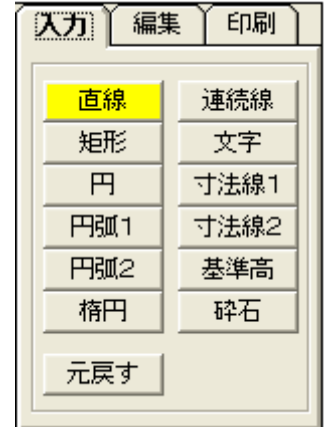 入力 編集 印刷
直線 連続線
矩形 文字
円 寸法線1
円弧1 寸法線2
円弧2 基準高
楕円 砕石
元戻す